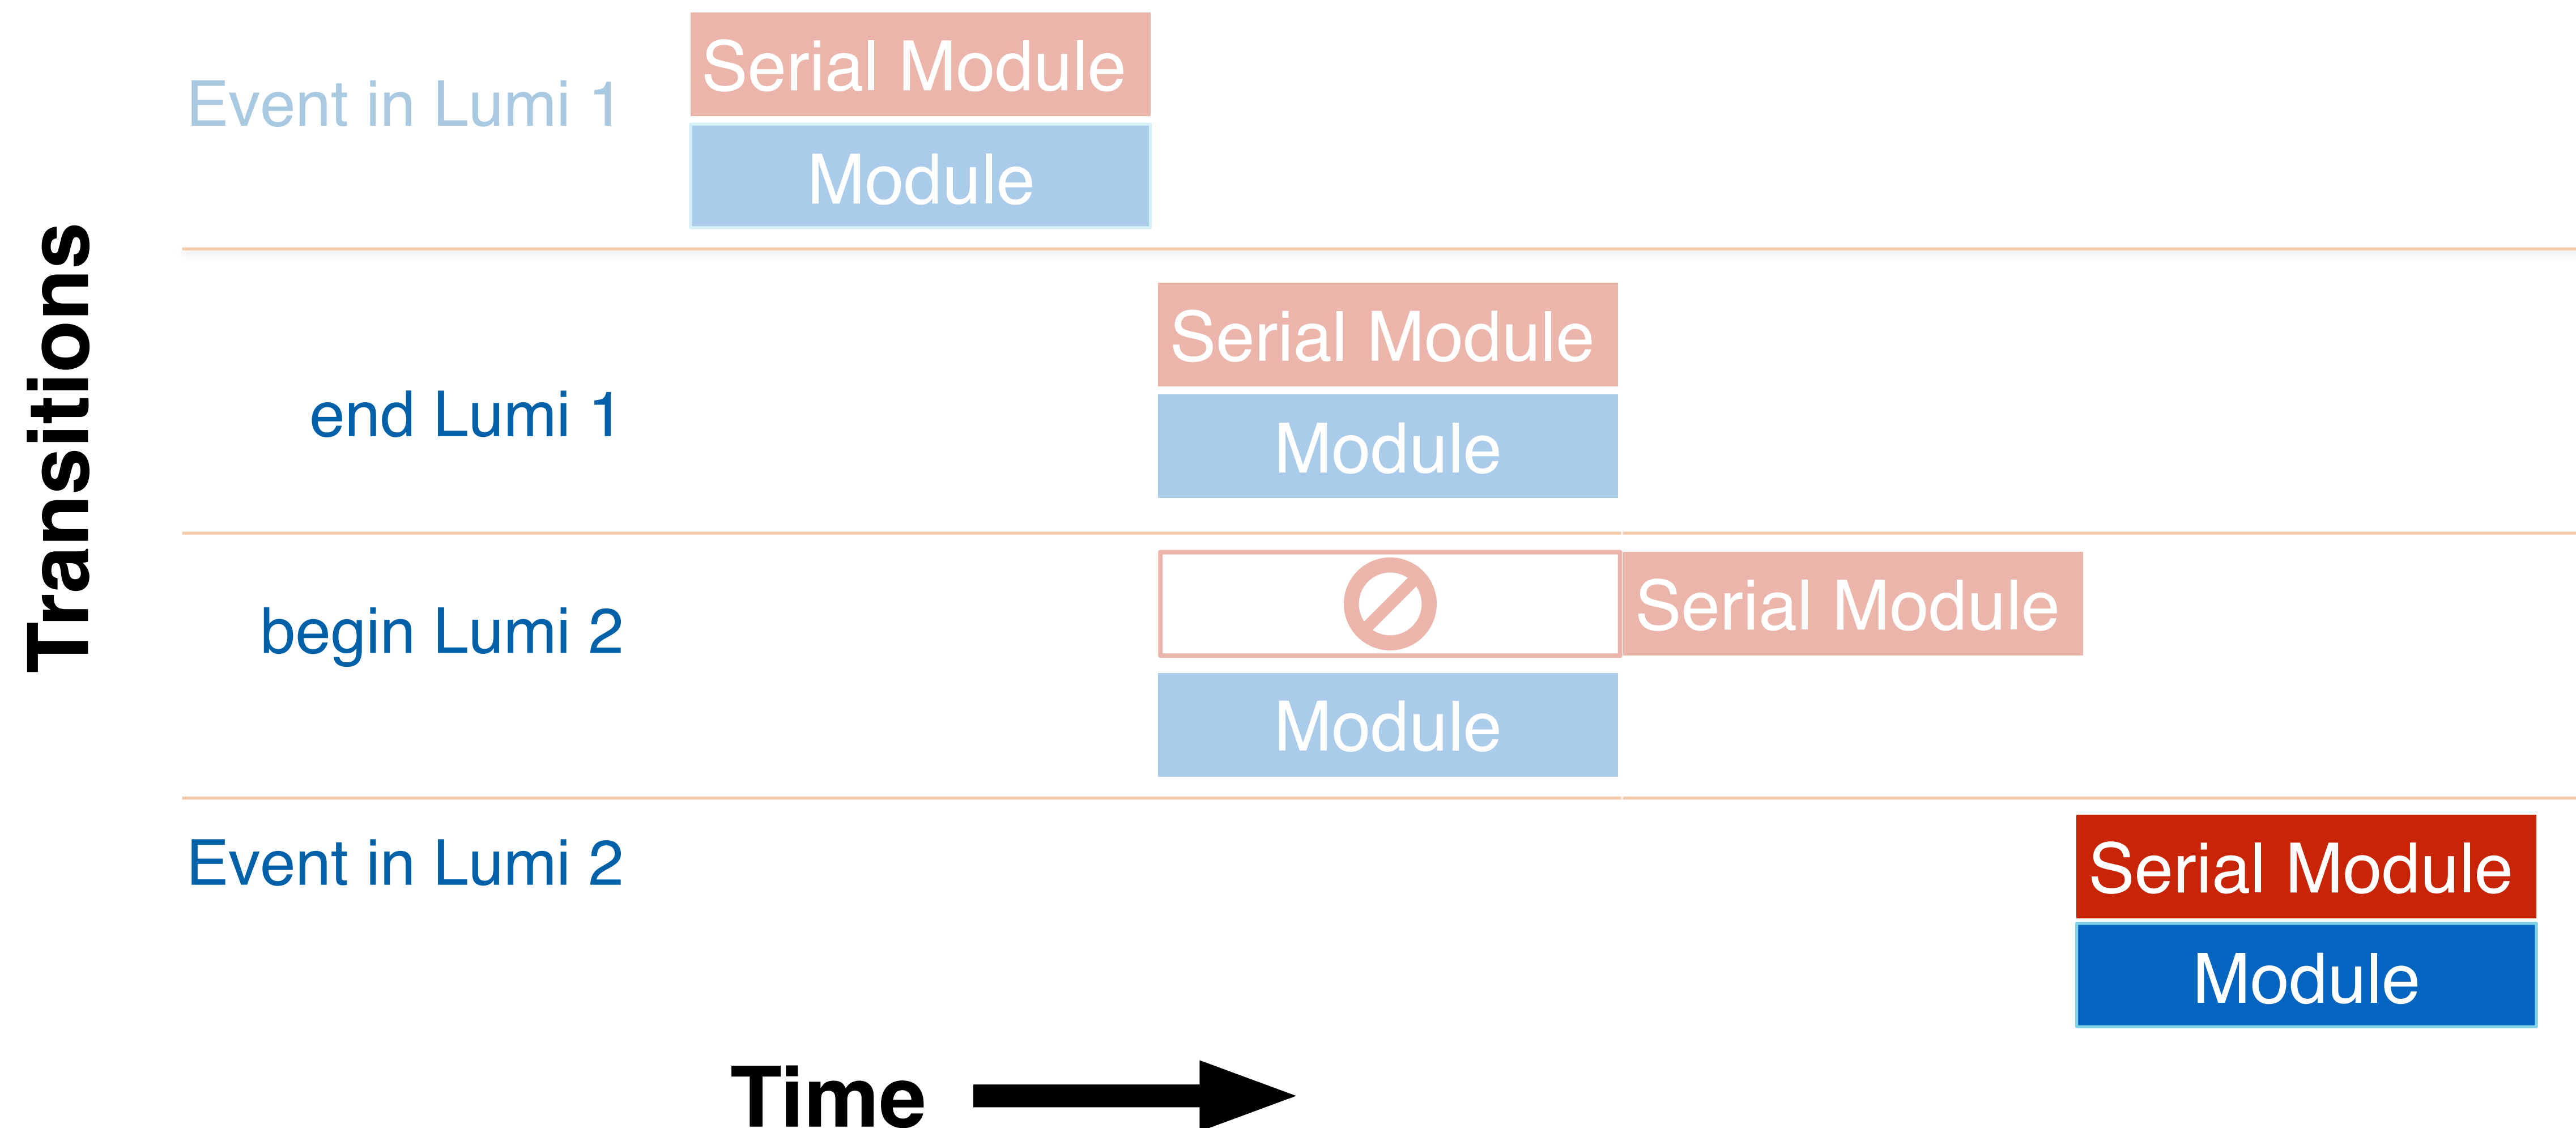 Transitions
Event in Lumi 1
Serial Module
Module
end Lumi 1
Serial Module
Module
begin Lumi 2
Serial Module
Module
Event in Lumi 2
Serial Module
Module
Time